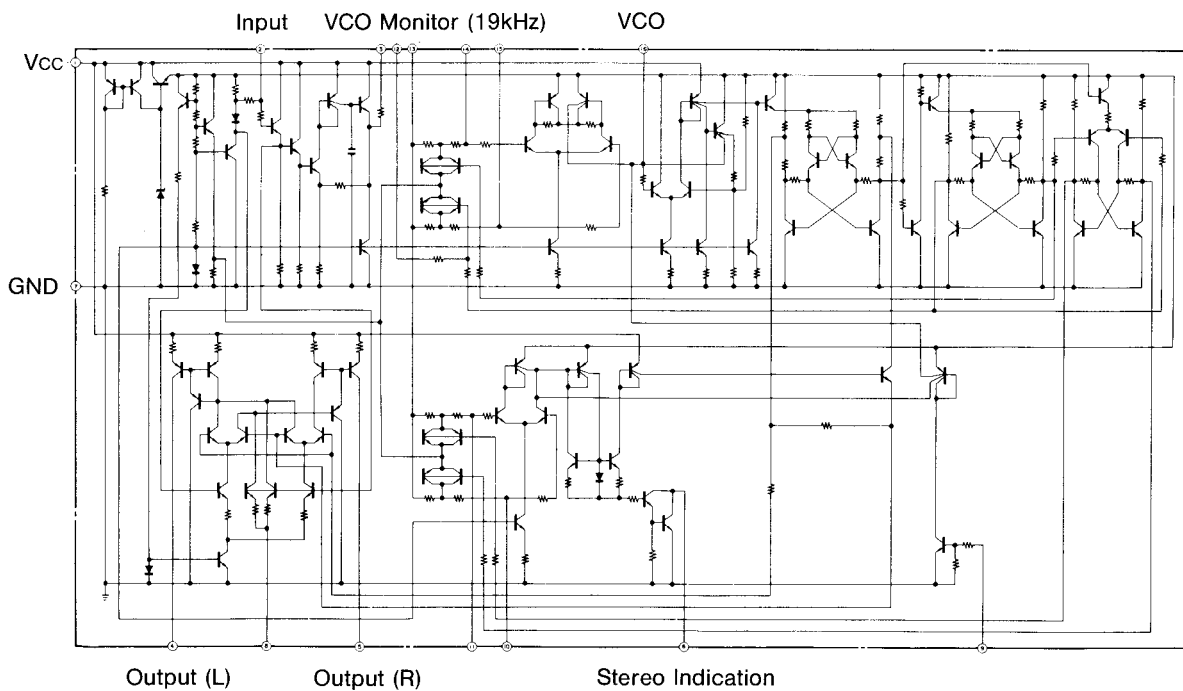 Input
VCO Monitor (19kHz)
VCO
Vcc
GND
Output (L)
Output (R)
Stereo Indication